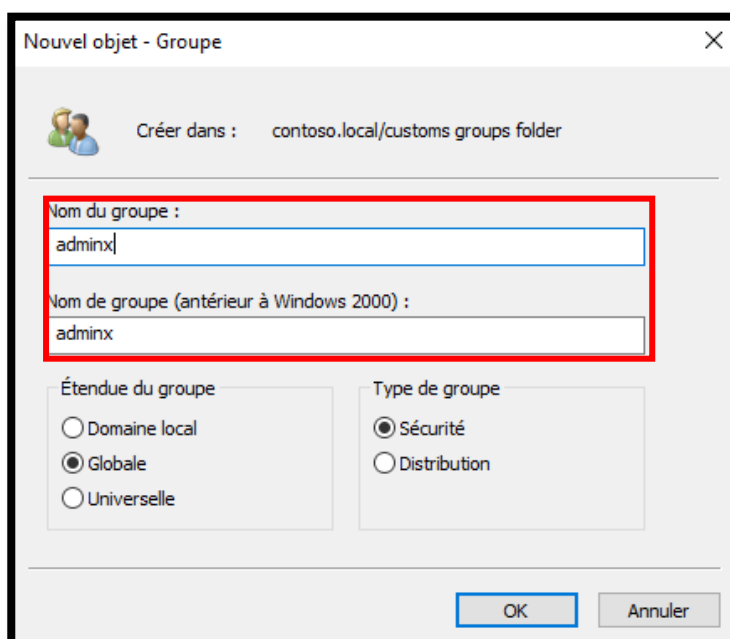 Nouvel objet - Groupe
Créer dans : contoso.local/customs groups folder
Nom du groupe :
adminx
Nom de groupe (antérieur à Windows 2000) :
adminx
Étendue du groupe
Domaine local
Globale
Universelle
Type de groupe
Sécurité
Distribution
OK Annuler